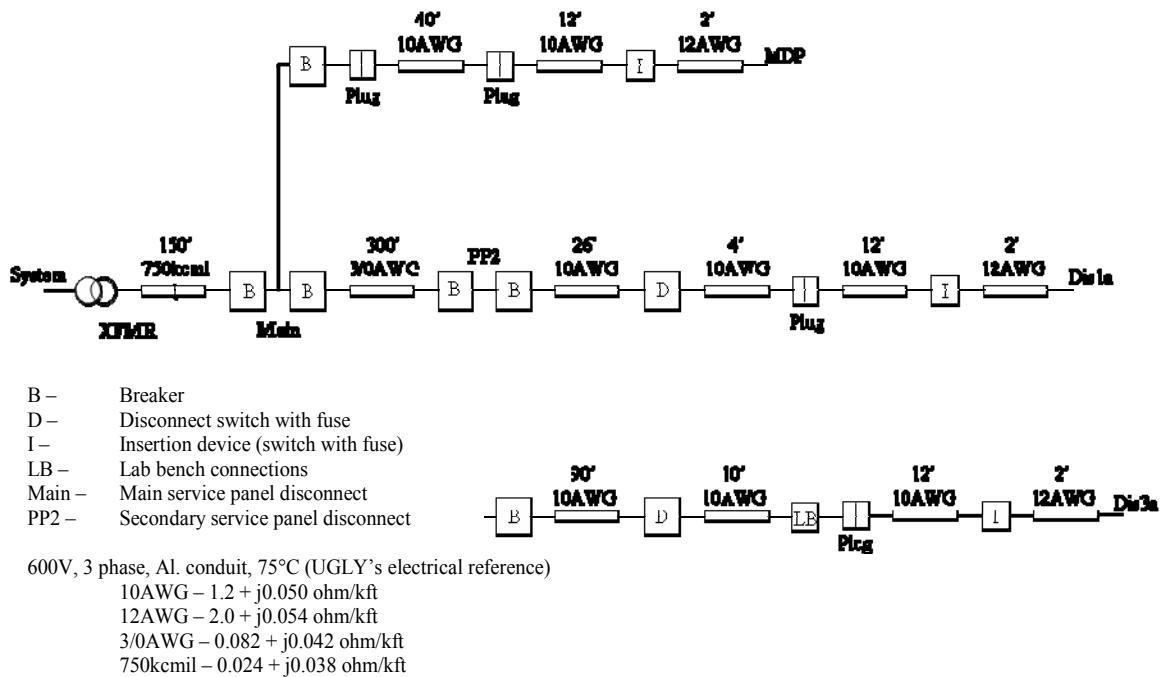 40' 12' 2'
10AWG 10AWG 12AWG
B I MDP
Plug Plug
150' 300' PP2 26' 4' 12' 2'
System 750kcml 3/0AWG 10AWG 10AWG 10AWG 12AWG Dis1a
B B B B D I
XFMR Main Plug
B – Breaker
D – Disconnect switch with fuse
I – Insertion device (switch with fuse)
LB – Lab bench connections
Main – Main service panel disconnect
PP2 – Secondary service panel disconnect
90' 10' 12' 2'
10AWG 10AWG 10AWG 12AWG Dis3a
B D LB I
Plug
600V, 3 phase, Al. conduit, 75°C (UGLY's electrical reference)
10AWG – 1.2 + j0.050 ohm/kft
12AWG – 2.0 + j0.054 ohm/kft
3/0AWG – 0.082 + j0.042 ohm/kft
750kcmil – 0.024 + j0.038 ohm/kft